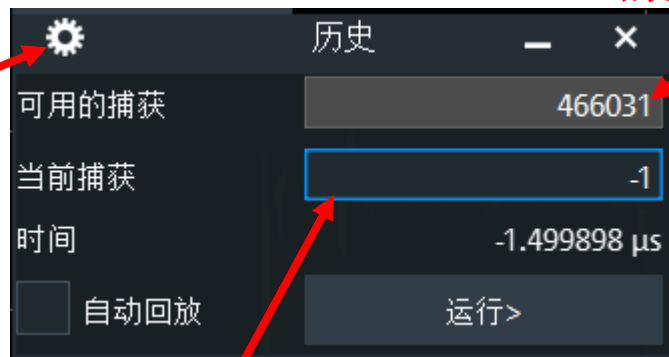 历史
可用的捕获 466031
当前捕获 -1
时间 -1.499898 µs
自动回放 运行>